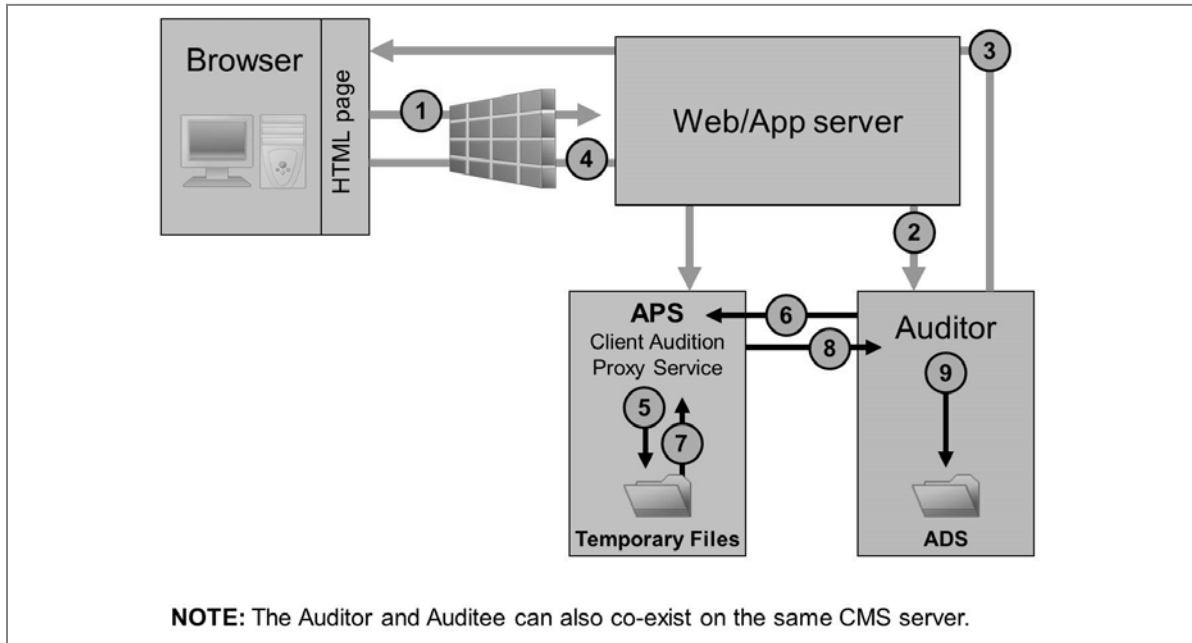 Browser
HTML page
1
4
Web/App server
3
2
APS
Client Audition
Proxy Service
5
7
Temporary Files
6
8
Auditor
9
ADS
NOTE: The Auditor and Auditee can also co-exist on the same CMS server.